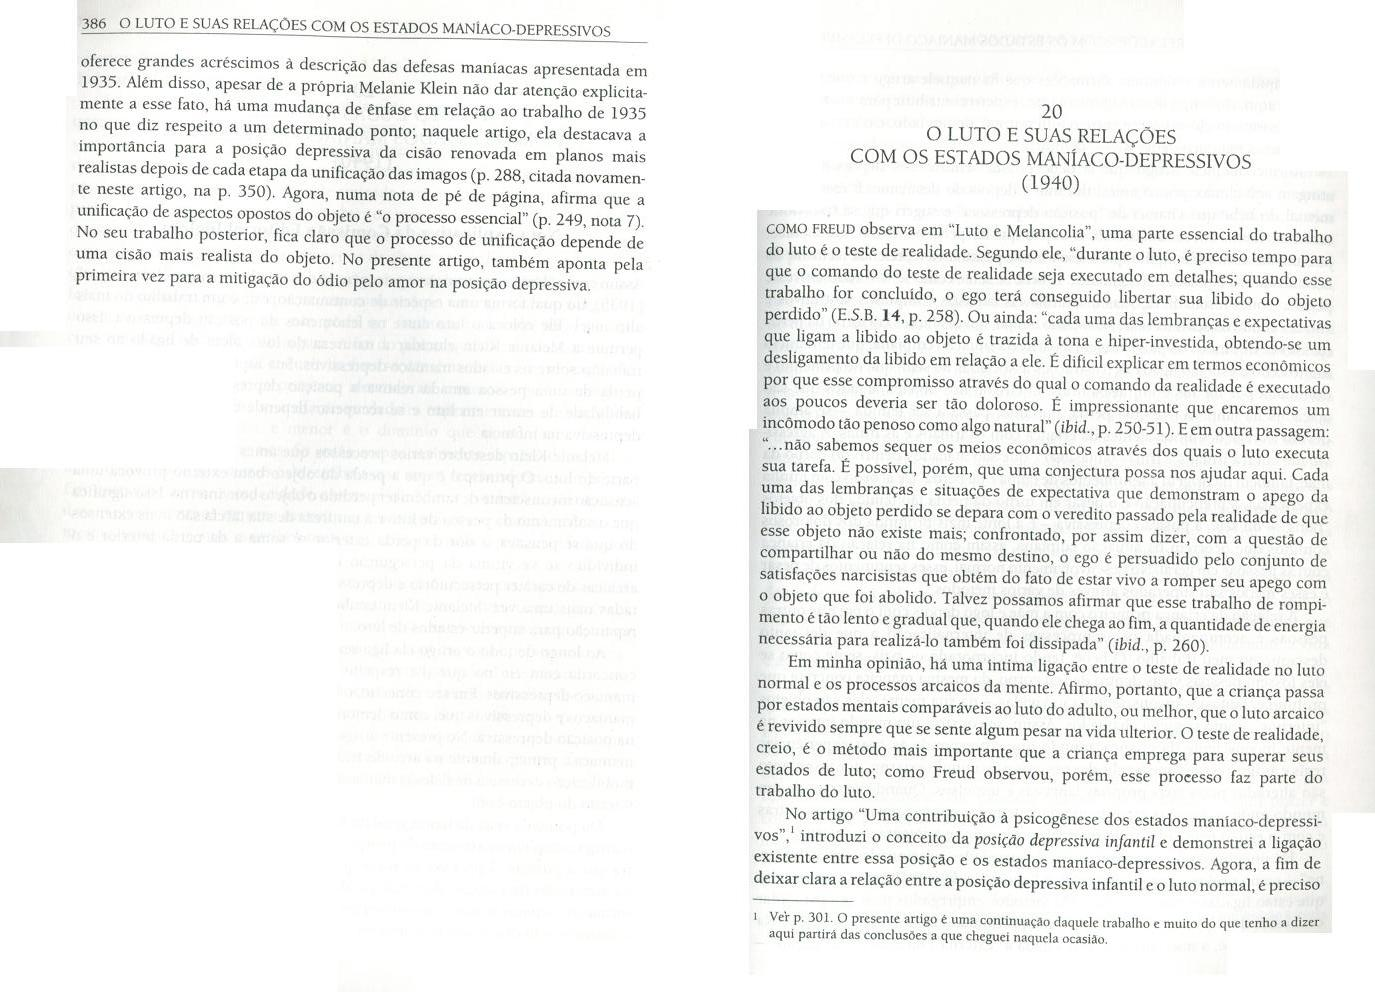 386 O LUTO E SUAS RELAÇÕES COM OS ESTADOS MANÍACO-DEPRESSIVOS
oferece grandes acréscimos à descrição das defesas maníacas apresentada em
1935. Além disso, apesar de a própria Melanie Klein não dar atenção explicita-
mente a esse fato, há uma mudança de ênfase em relação ao trabalho de 1935
no que diz respeito a um determinado ponto; naquele artigo, ela destacava a
importância para a posição depressiva da cisão renovada em planos mais
realistas depois de cada etapa da unificação das imagos (p. 288, citada novamen-
te neste artigo, na p. 350). Agora, numa nota de pé de página, afirma que a
unificação de aspectos opostos do objeto é “o processo essencial” (p. 249, nota 7).
No seu trabalho posterior, fica claro que o processo de unificação depende de
uma cisão mais realista do objeto. No presente artigo, também aponta pela
primeira vez para a mitigação do ódio pelo amor na posição depressiva.
20
O LUTO E SUAS RELAÇÕES
COM OS ESTADOS MANÍACO-DEPRESSIVOS
(1940)
COMO FREUD observa em “Luto e Melancolia”, uma parte essencial do trabalho
do luto é o teste de realidade. Segundo ele, “durante o luto, é preciso tempo para
que o comando do teste de realidade seja executado em detalhes; quando esse
trabalho for concluído, o ego terá conseguido libertar sua libido do objeto
perdido” (E.S.B. 14, p. 258). Ou ainda: “cada uma das lembranças e expectativas
que ligam a libido ao objeto é trazida à tona e hiper-investida, obtendo-se um
desligamento da libido em relação a ele. É difícil explicar em termos econômicos
por que esse compromisso através do qual o comando da realidade é executado
aos poucos deveria ser tão doloroso. É impressionante que encaremos um
incômodo tão penoso como algo natural” (ibid., p. 250-51). E em outra passagem:
“...não sabemos sequer os meios econômicos através dos quais o luto executa
sua tarefa. É possível, porém, que uma conjectura possa nos ajudar aqui. Cada
uma das lembranças e situações de expectativa que demonstram o apego da
libido ao objeto perdido se depara com o veredito passado pela realidade de que
esse objeto não existe mais; confrontado, por assim dizer, com a questão de
compartilhar ou não do mesmo destino, o ego é persuadido pelo conjunto de
satisfações narcisistas que obtém do fato de estar vivo a romper seu apego com
o objeto que foi abolido. Talvez possamos afirmar que esse trabalho de rompi-
mento é tão lento e gradual que, quando ele chega ao fim, a quantidade de energia
necessária para realizá-lo também foi dissipada” (ibid., p. 260).
Em minha opinião, há uma íntima ligação entre o teste de realidade no luto
normal e os processos arcaicos da mente. Afirmo, portanto, que a criança passa
por estados mentais comparáveis ao luto do adulto, ou melhor, que o luto arcaico
é revivido sempre que se sente algum pesar na vida ulterior. O teste de realidade,
creio, é o método mais importante que a criança emprega para superar seus
estados de luto; como Freud observou, porém, esse processo faz parte do
trabalho do luto.
No artigo “Uma contribuição à psicogênese dos estados maníaco-depressi-
vos”,1 introduzi o conceito da posição depressiva infantil e demonstrei a ligação
existente entre essa posição e os estados maníaco-depressivos. Agora, a fim de
deixar clara a relação entre a posição depressiva infantil e o luto normal, é preciso
1 Ver p. 301. O presente artigo é uma continuação daquele trabalho e muito do que tenho a dizer
aqui partirá das conclusões a que cheguei naquela ocasião.